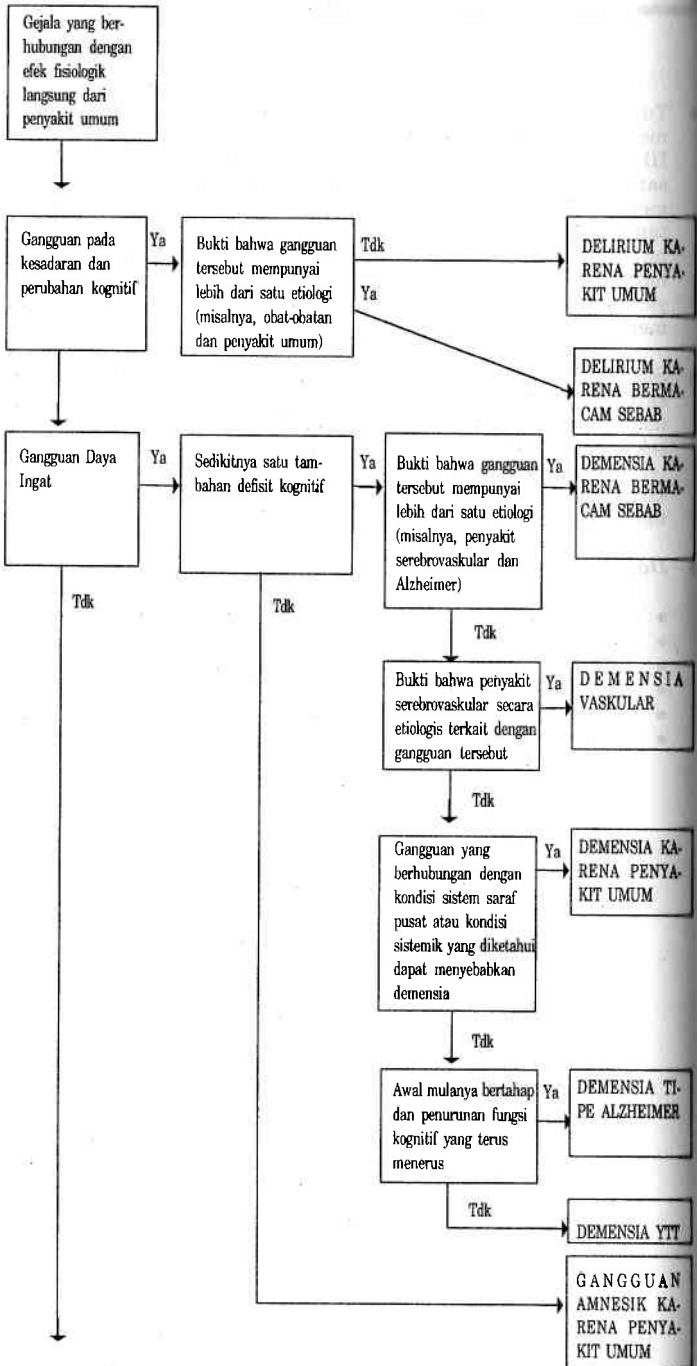 Gejala yang ber-
hubungan dengan
efek fisiologik
langsung dari
penyakit umum
Gangguan pada
kesadaran dan
perubahan kognitif
Ya
Bukti bahwa gangguan
tersebut mempunyai
lebih dari satu etiologi
(misalnya, obat-obatan
dan penyakit umum)
Tdk
Ya
DELIRIUM KA-
RENA PENYA-
KIT UMUM
DELIRIUM KA-
RENA BERMA-
CAM SEBAB
Gangguan Daya
Ingat
Ya
Sedikitnya satu tam-
bahan defisit kognitif
Ya
Bukti bahwa gangguan
tersebut mempunyai
lebih dari satu etiologi
(misalnya, penyakit
serebrovaskular dan
Alzheimer)
Ya
DEMENSIA KA-
RENA BERMA-
CAM SEBAB
Tdk
Tdk
Tdk
Bukti bahwa penyakit
serebrovaskular secara
etiologis terkait dengan
gangguan tersebut
Ya
DEMENSIA
VASKULAR
Tdk
Gangguan yang
berhubungan dengan
kondisi sistem saraf
pusat atau kondisi
sistemik yang diketahui
dapat menyebabkan
demensia
Ya
DEMENSIA KA-
RENA PENYA-
KIT UMUM
Tdk
Awal mulanya bertahap
dan penurunan fungsi
kognitif yang terus
menerus
Ya
DEMENSIA TI-
PE ALZHEIMER
Tdk
DEMENSIA YTT
GANGGUAN
AMNESIK KA-
RENA PENYA-
KIT UMUM